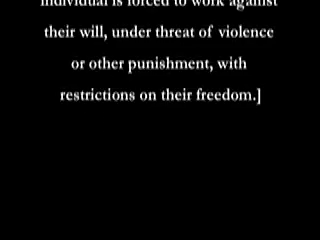 individual is forced to work against
their will, under threat of violence
or other punishment, with
restrictions on their freedom.]